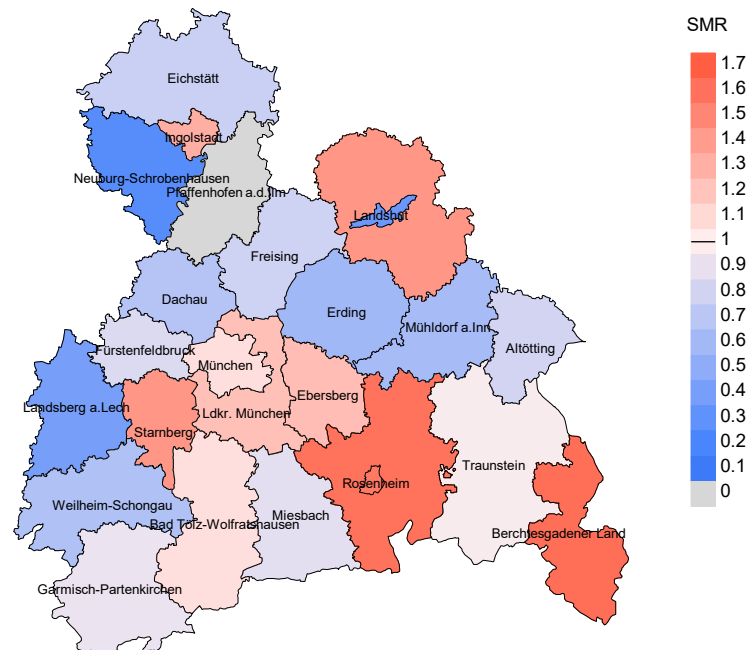 SMR
Eichstätt
1.7
1.6
1.5
Ingolstadt
1.4
Neuburg-Schrobenhausen
1.3
Pfaffenhofen a.d.Ilm
1.2
Landshut
1.1
1
Freising
0.9
0.8
Dachau
0.7
Erding
0.6
Mühldorf a.Inn
Fürstenfeldbruck
0.5
Altötting
München
0.4
Ebersberg
Landsberg a.Lech
0.3
Ldkr. München
Starnberg
0.2
Traunstein
0.1
Rosenheim
0
Weilheim-Schongau
Miesbach
Bad Tölz-Wolfratshausen
Berchtesgadener Land
Garmisch-Partenkirchen